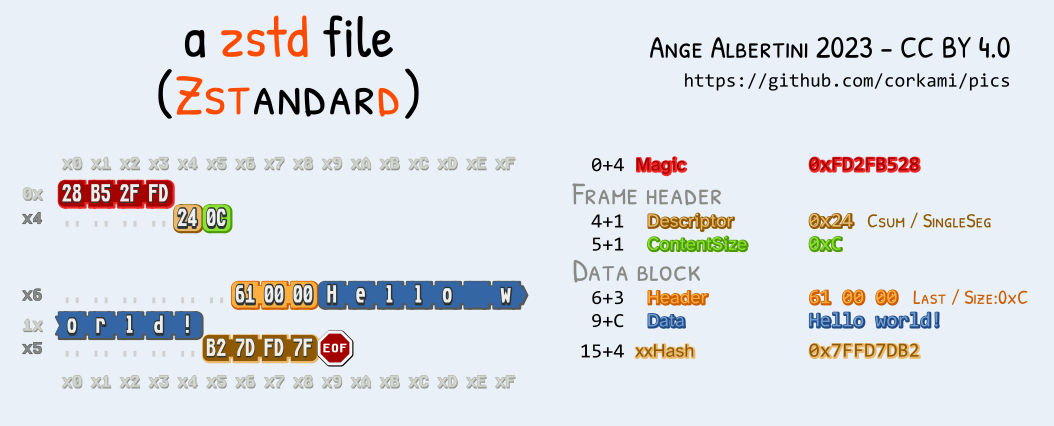 a zstd file
(Zstandard)
Ange Albertini 2023 - CC BY 4.0
https://github.com/corkami/pics
x0 x1 x2 x3 x4 x5 x6 x7 x8 x9 xA xB xC xD xE xF
0x 28 B5 2F FD
x4 .. .. .. .. 24 0C
x6 .. .. .. .. .. .. 61 00 00 H e l l o   w
1x o r l d !
x5 .. .. .. .. .. B2 7D FD 7F EOF
x0 x1 x2 x3 x4 x5 x6 x7 x8 x9 xA xB xC xD xE xF
0+4 Magic 0xFD2FB528
Frame header
4+1 Descriptor 0x24 Csum / SingleSeg
5+1 ContentSize 0xC
Data block
6+3 Header 61 00 00 Last / Size:0xC
9+C Data Hello world!
15+4 xxHash 0x7FFD7DB2